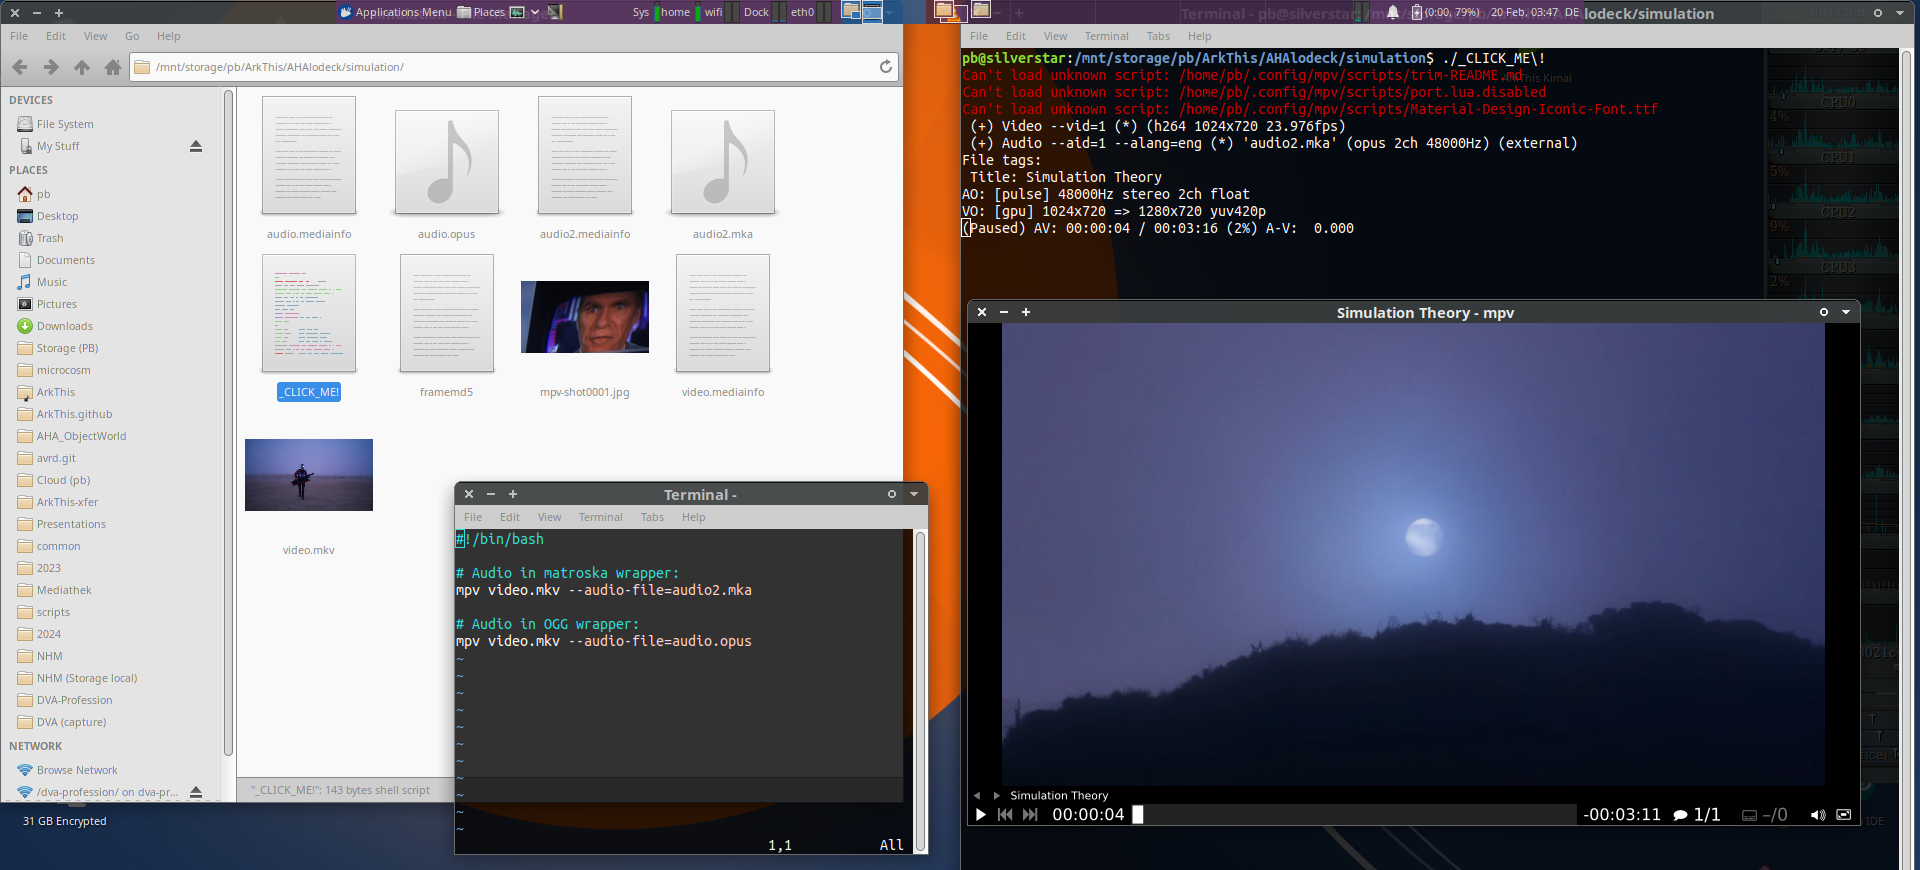 Applications Menu
Places
Sys
home
wifi
Dock
eth0
(0:00, 79%)
20 Feb, 03:47
DE
File Edit View Go Help
/mnt/storage/pb/ArkThis/AHAlodeck/simulation/
DEVICES
File System
My Stuff
PLACES
pb
Desktop
Trash
Documents
Music
Pictures
Downloads
Storage (PB)
microcosm
ArkThis
ArkThis.github
AHA_ObjectWorld
avrd.git
Cloud (pb)
ArkThis-xfer
Presentations
common
2023
Mediathek
scripts
2024
NHM
NHM (Storage local)
DVA-Profession
DVA (capture)
NETWORK
Browse Network
/dva-profession/ on dva-pr...
audio.mediainfo
audio.opus
audio2.mediainfo
audio2.mka
_CLICK_ME!
framemd5
mpv-shot0001.jpg
video.mediainfo
video.mkv
"_CLICK_ME!": 143 bytes shell script
31 GB Encrypted
Terminal -
File Edit View Terminal Tabs Help
#!/bin/bash
# Audio in matroska wrapper:
mpv video.mkv --audio-file=audio2.mka
# Audio in OGG wrapper:
mpv video.mkv --audio-file=audio.opus
~
~
~
~
~
~
~
~
~
~
~
1,1 All
Terminal - pb@silverstar: /mnt/storage/pb/ArkThis/AHAlodeck/simulation
File Edit View Terminal Tabs Help
pb@silverstar:/mnt/storage/pb/ArkThis/AHAlodeck/simulation$ ./_CLICK_ME\!
Can't load unknown script: /home/pb/.config/mpv/scripts/trim-README.md
Can't load unknown script: /home/pb/.config/mpv/scripts/port.lua.disabled
Can't load unknown script: /home/pb/.config/mpv/scripts/Material-Design-Iconic-Font.ttf
(+) Video --vid=1 (*) (h264 1024x720 23.976fps)
(+) Audio --aid=1 --alang=eng (*) 'audio2.mka' (opus 2ch 48000Hz) (external)
File tags:
Title: Simulation Theory
AO: [pulse] 48000Hz stereo 2ch float
VO: [gpu] 1024x720 => 1280x720 yuv420p
(Paused) AV: 00:00:04 / 00:03:16 (2%) A-V: 0.000
CPU0
4%
CPU1
5%
CPU2
9%
CPU3
2%
Simulation Theory - mpv
Simulation Theory
00:00:04
-00:03:11
1/1
–/0
IDE